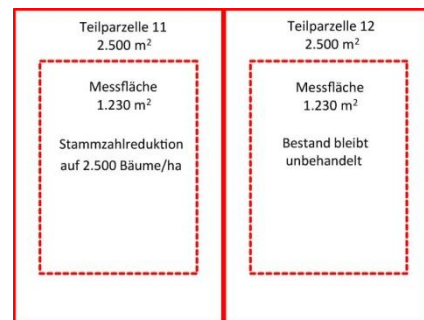 Teilparzelle 11
2.500 m²
Messfläche
1.230 m²
Stammzahlreduktion
auf 2.500 Bäume/ha
Teilparzelle 12
2.500 m²
Messfläche
1.230 m²
Bestand bleibt
unbehandelt